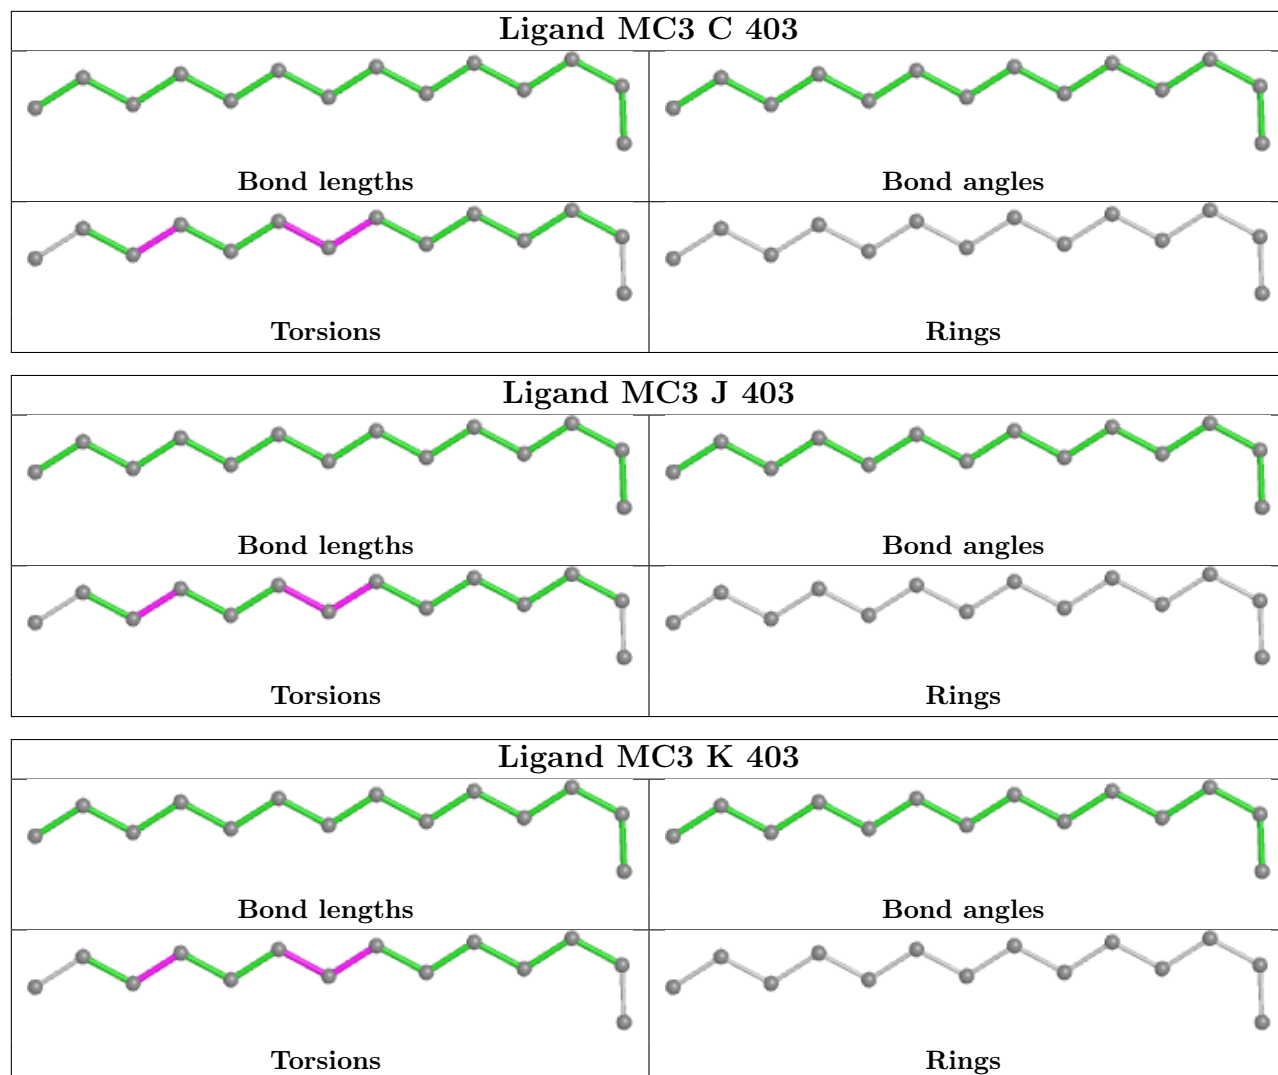 Ligand MC3 C 403
Bond lengths
Bond angles
Torsions
Rings
Ligand MC3 J 403
Bond lengths
Bond angles
Torsions
Rings
Ligand MC3 K 403
Bond lengths
Bond angles
Torsions
Rings